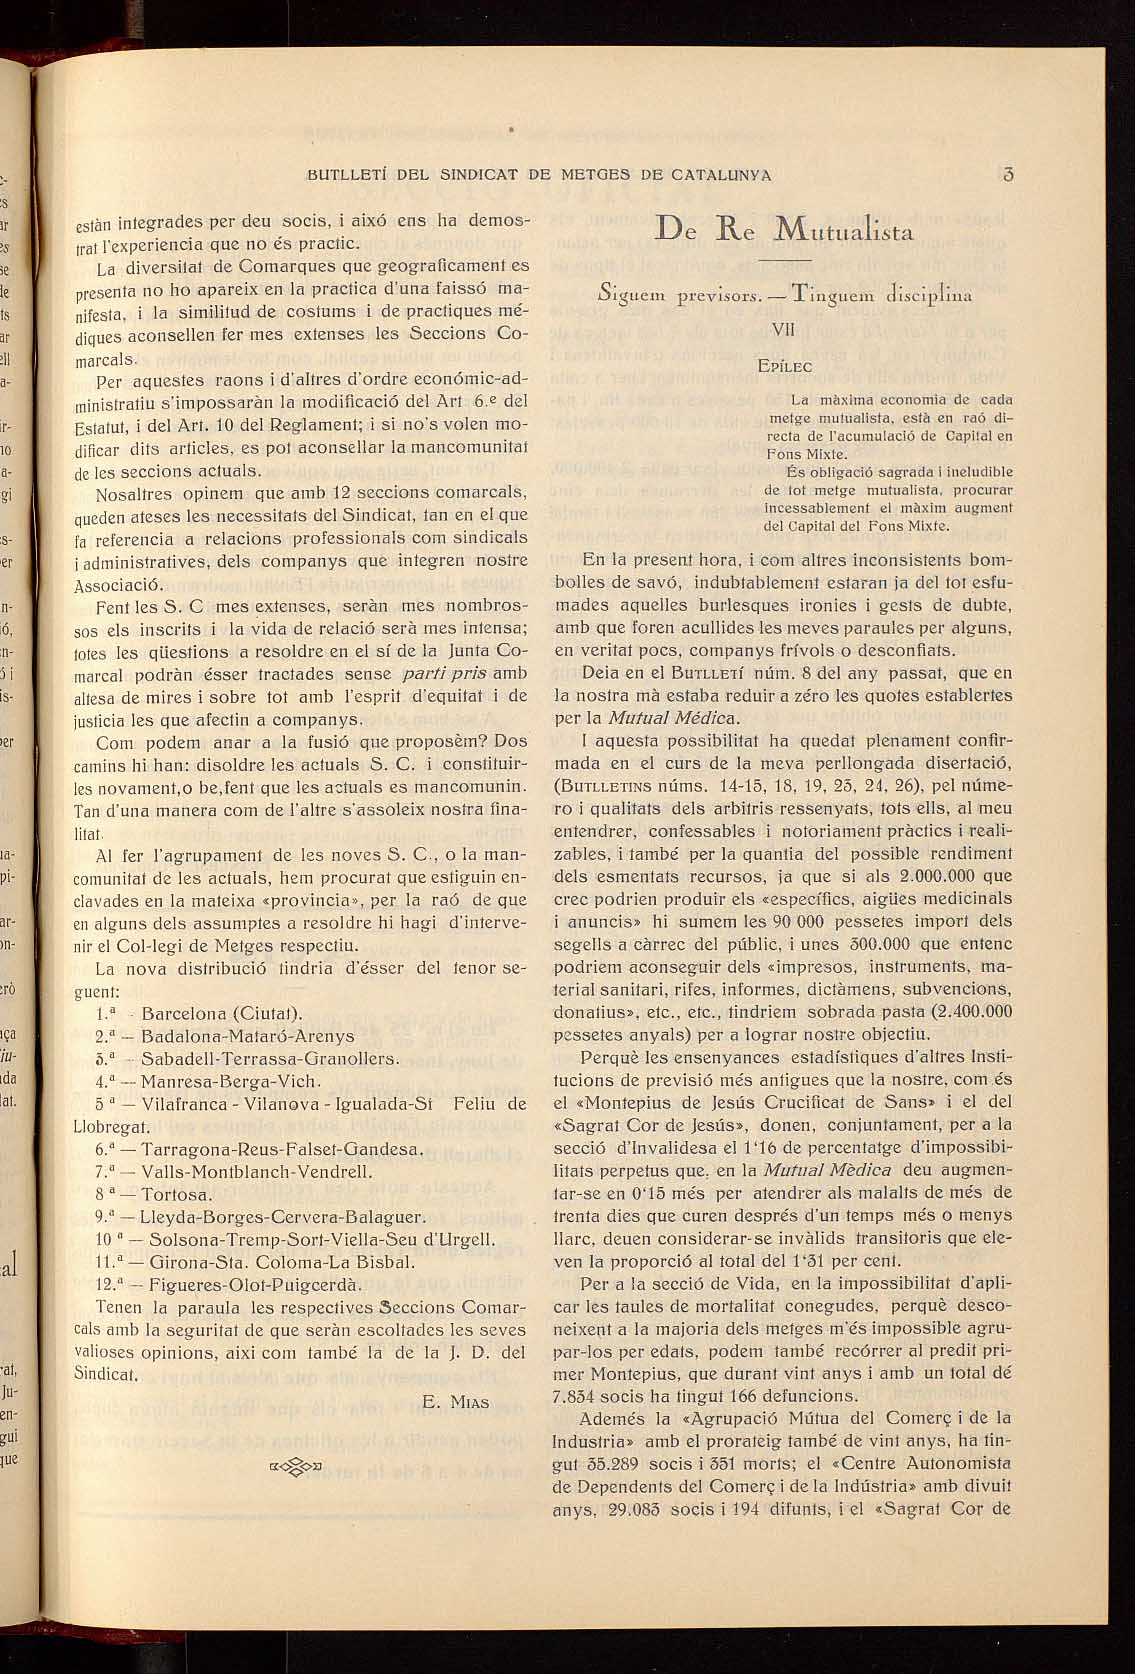 BUTLLETÍ DEL SINDICAT DE METGES DE CATALUNYA
3
estàn integrades per deu socis, i aixó ens ha demos-
trat l'experiencia que no és practic.
La diversitat de Comarques que geograficament es
presenta no ho apareix en la practica d'una faissó ma-
nifesta, i la similitud de costums i de practiques mé-
diques aconsellen fer mes extenses les Seccions Co-
marcals.
Per aquestes raons i d'altres d'ordre económic-ad-
ministratiu s'impossaràn la modificació del Art 6.e del
Estatut, i del Art. 10 del Reglament; i si no's volen mo-
dificar dits articles, es pot aconsellar la mancomunitat
de les seccions actuals.
Nosaltres opinem que amb 12 seccions comarcals,
queden ateses les necessitats del Sindicat, tan en el que
fa referencia a relacions professionals com sindicals
i administratives, dels companys que integren nostre
Associació.
Fent les S. C mes extenses, seràn mes nombros-
sos els inscrits i la vida de relació serà mes intensa;
totes les qüestions a resoldre en el sí de la Junta Co-
marcal podràn ésser tractades sense parti pris amb
altesa de mires i sobre tot amb l'esprit d'equitat i de
justicia les que afectin a companys.
Com podem anar a la fusió que proposèm? Dos
camins hi han: disoldre les actuals S. C. i constituir-
les novament,o be,fent que les actuals es mancomunin.
Tan d'una manera com de l'altre s'assoleix nostra fina-
litat.
Al fer l'agrupament de les noves S. C., o la man-
comunitat de les actuals, hem procurat que estiguin en-
clavades en la mateixa «provincia», per la raó de que
en alguns dels assumptes a resoldre hi hagi d'interve-
nir el Col-legi de Metges respectiu.
La nova distribució tindria d'ésser del tenor se-
guent:
1.ª - Barcelona (Ciutat).
2.ª — Badalona-Mataró-Arenys
3.ª — Sabadell-Terrassa-Granollers.
4.ª — Manresa-Berga-Vich.
5 ª — Vilafranca - Vilanova - Igualada-St Feliu de
Llobregat.
6.ª — Tarragona-Reus-Falset-Gandesa.
7.ª — Valls-Montblanch-Vendrell.
8 ª — Tortosa.
9.ª — Lleyda-Borges-Cervera-Balaguer.
10 ª — Solsona-Tremp-Sort-Viella-Seu d'Urgell.
11.ª — Girona-Sta. Coloma-La Bisbal.
12.ª — Figueres-Olot-Puigcerdà.
Tenen la paraula les respectives Seccions Comar-
cals amb la seguritat de que seràn escoltades les seves
valioses opinions, aixi com també la de la J. D. del
Sindicat.
E. MIAS
De Re Mutualista
Siguem previsors. — Tinguem disciplina
VII
EPÍLEC
La màxima economia de cada
metge mutualista, està en raó di-
recta de l'acumulació de Capital en
Fons Mixte.
És obligació sagrada i ineludible
de tot metge mutualista, procurar
incessablement el màxim augment
del Capital del Fons Mixte.
En la present hora, i com altres inconsistents bom-
bolles de savó, indubtablement estaran ja del tot esfu-
mades aquelles burlesques ironies i gests de dubte,
amb que foren acullides les meves paraules per alguns,
en veritat pocs, companys frívols o desconfiats.
Deia en el BUTLLETÍ núm. 8 del any passat, que en
la nostra mà estaba reduir a zéro les quotes establertes
per la Mutual Médica.
I aquesta possibilitat ha quedat plenament confir-
mada en el curs de la meva perllongada disertació,
(BUTLLETINS núms. 14-15, 18, 19, 23, 24, 26), pel núme-
ro i qualitats dels arbitris ressenyats, tots ells, al meu
entendrer, confessables i notoriament pràctics i reali-
zables, i també per la quantia del possible rendiment
dels esmentats recursos, ja que si als 2.000.000 que
crec podrien produir els «específics, aigües medicinals
i anuncis» hi sumem les 90 000 pessetes import dels
segells a càrrec del públic, i unes 300.000 que entenc
podriem aconseguir dels «impresos, instruments, ma-
terial sanitari, rifes, informes, dictàmens, subvencions,
donatius», etc., etc., tindriem sobrada pasta (2.400.000
pessetes anyals) per a lograr nostre objectiu.
Perquè les ensenyances estadístiques d'altres Insti-
tucions de previsió més antigues que la nostre, com és
el «Montepius de Jesús Crucificat de Sans» i el del
«Sagrat Cor de Jesús», donen, conjuntament, per a la
secció d'Invalidesa el 1'16 de percentatge d'impossibi-
litats perpetus que, en la Mutual Mèdica deu augmen-
tar-se en 0'15 més per atendrer als malalts de més de
trenta dies que curen després d'un temps més o menys
llarc, deuen considerar-se invàlids transitoris que ele-
ven la proporció al total del 1'31 per cent.
Per a la secció de Vida, en la impossibilitat d'apli-
car les taules de mortalitat conegudes, perquè desco-
neixent a la majoria dels metges m'és impossible agru-
par-los per edats, podem també recórrer al predit pri-
mer Montepius, que durant vint anys i amb un total dé
7.834 socis ha tingut 166 defuncions.
Ademés la «Agrupació Mútua del Comerç i de la
Industria» amb el prorateig també de vint anys, ha tin-
gut 35.289 socis i 351 morts; el «Centre Autonomista
de Dependents del Comerç i de la Indústria» amb divuit
anys, 29.083 socis i 194 difunts, i el «Sagrat Cor de